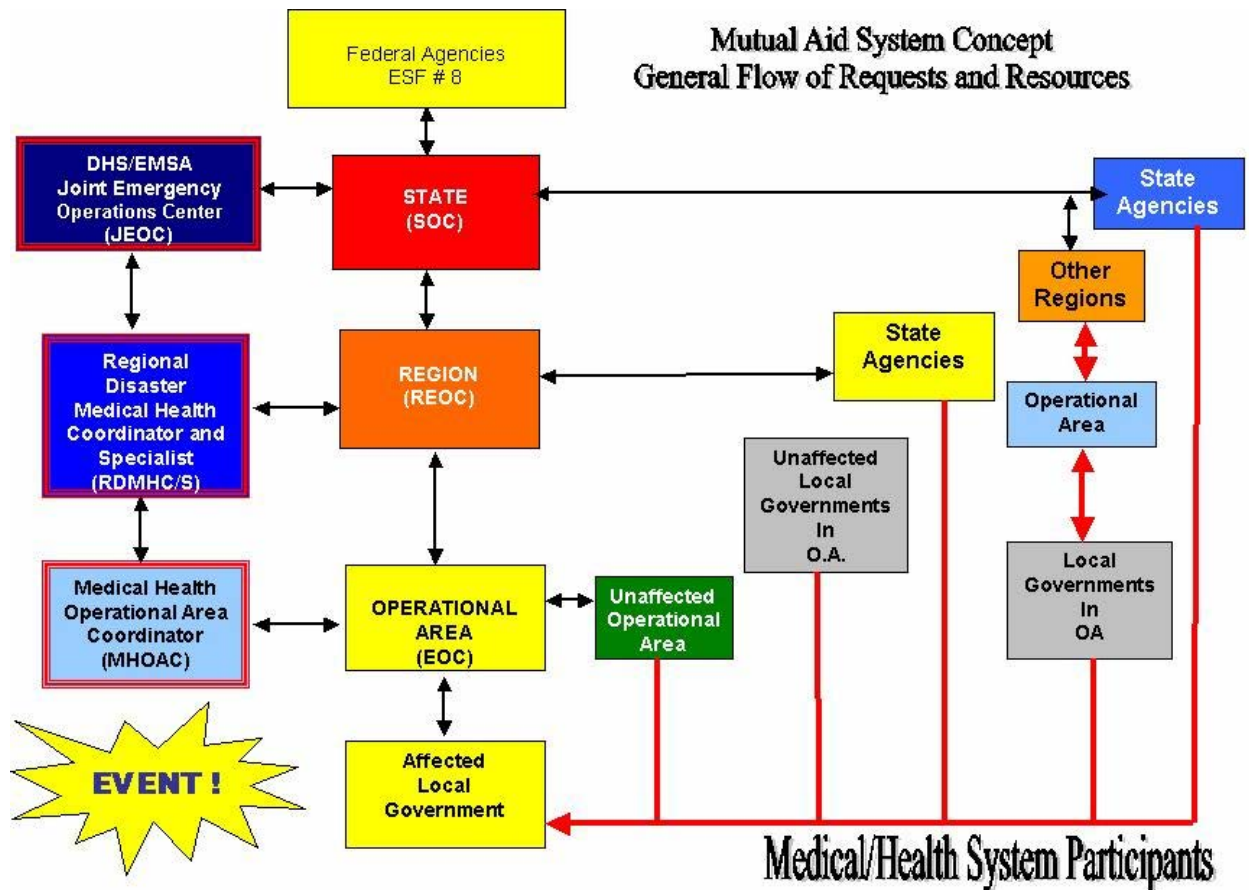 Mutual Aid System Concept
General Flow of Requests and Resources
Federal Agencies
ESF # 8
DHS/EMSA
Joint Emergency
Operations Center
(JEOC)
STATE
(SOC)
State
Agencies
Other
Regions
Regional
Disaster
Medical Health
Coordinator and
Specialist
(RDMHC/S)
REGION
(REOC)
State
Agencies
Operational
Area
Unaffected
Local
Governments
In
O.A.
Local
Governments
In
OA
Medical Health
Operational Area
Coordinator
(MHOAC)
OPERATIONAL
AREA
(EOC)
Unaffected
Operational
Area
EVENT !
Affected
Local
Government
Medical/Health System Participants